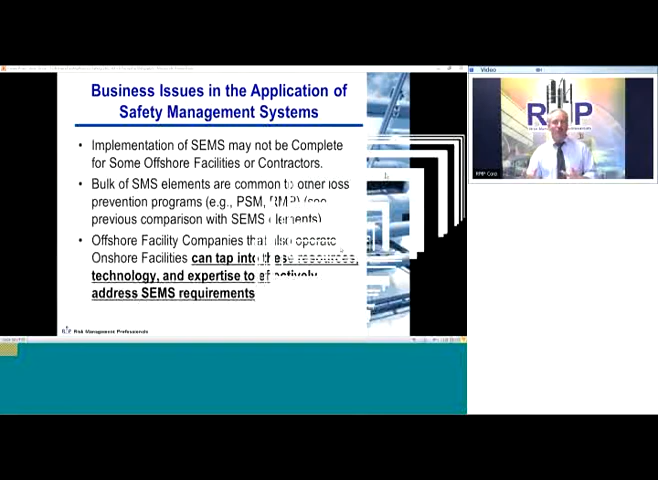 Video
Business Issues in the Application of
Safety Management Systems
• Implementation of SEMS may not be Complete
for Some Offshore Facilities or Contractors.
• Bulk of SMS elements are common to other loss
prevention programs (e.g., PSM, RMP) (see
previous comparison with SEMS elements)
• Offshore Facility Companies that also operate
Onshore Facilities can tap into these resources,
technology, and expertise to effectively
address SEMS requirements
Risk Management Professionals
RMP
RMP Corp